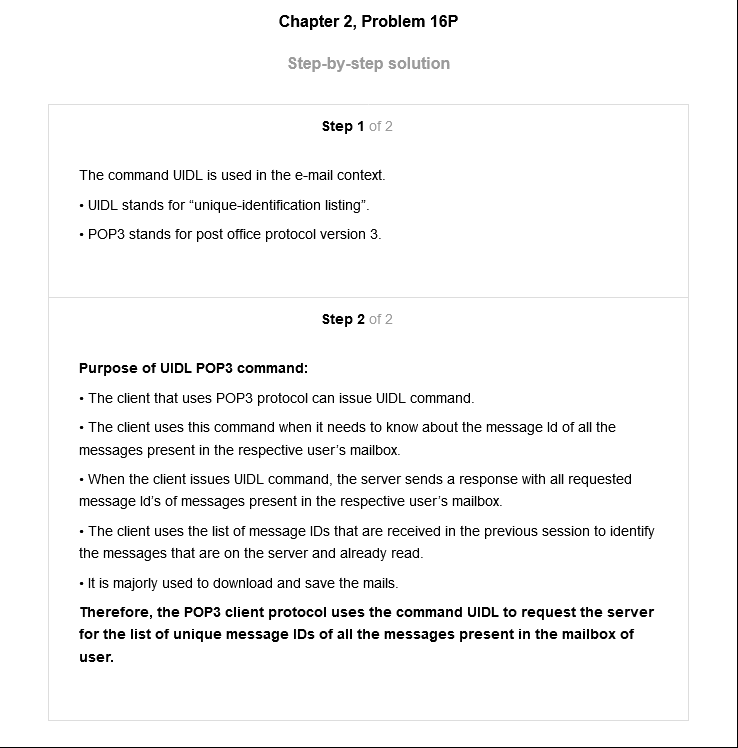 Chapter 2, Problem 16P
Step-by-step solution
Step 1 of 2
The command UIDL is used in the e-mail context.
• UIDL stands for “unique-identification listing”.
• POP3 stands for post office protocol version 3.
Step 2 of 2
Purpose of UIDL POP3 command:
• The client that uses POP3 protocol can issue UIDL command.
• The client uses this command when it needs to know about the message Id of all the
messages present in the respective user’s mailbox.
• When the client issues UIDL command, the server sends a response with all requested
message Id’s of messages present in the respective user’s mailbox.
• The client uses the list of message IDs that are received in the previous session to identify
the messages that are on the server and already read.
• It is majorly used to download and save the mails.
Therefore, the POP3 client protocol uses the command UIDL to request the server
for the list of unique message IDs of all the messages present in the mailbox of
user.